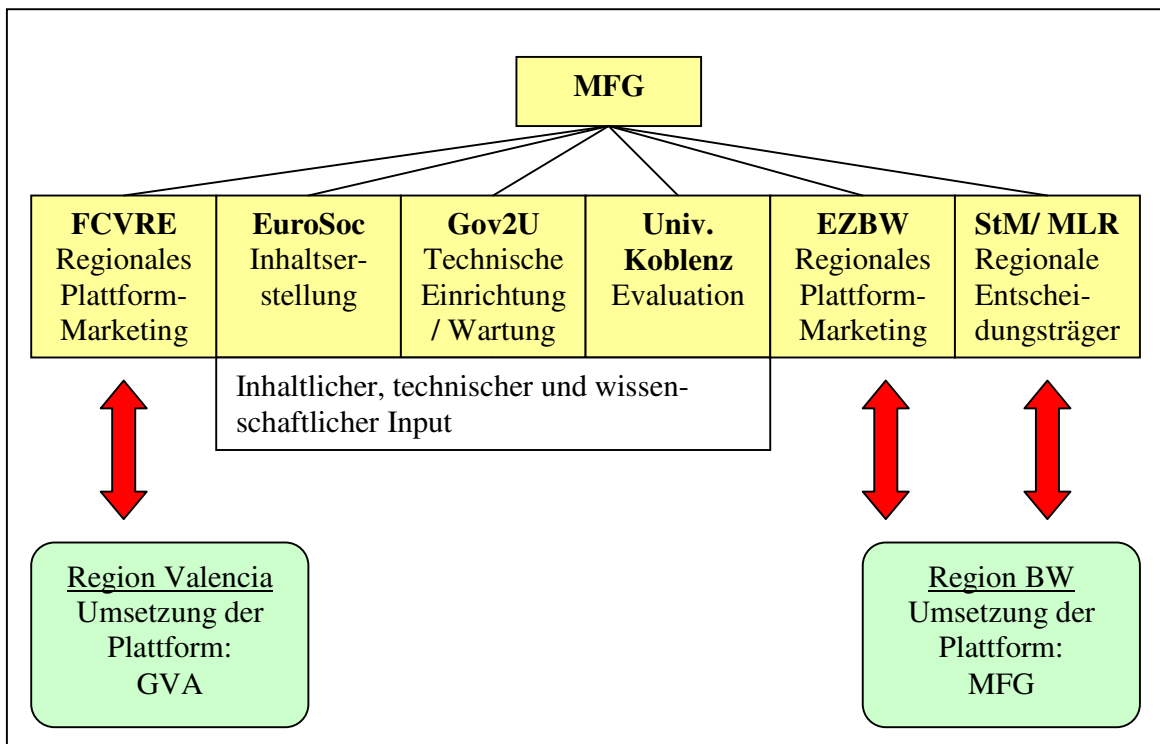 MFG
FCVRE
Regionales
Plattform-
Marketing
EuroSoc
Inhaltser-
stellung
Gov2U
Technische
Einrichtung
/ Wartung
Univ.
Koblenz
Evaluation
EZBW
Regionales
Plattform-
Marketing
StM/ MLR
Regionale
Entschei-
dungsträger
Inhaltlicher, technischer und wissen-
schaftlicher Input
Region Valencia
Umsetzung der
Plattform:
GVA
Region BW
Umsetzung der
Plattform:
MFG